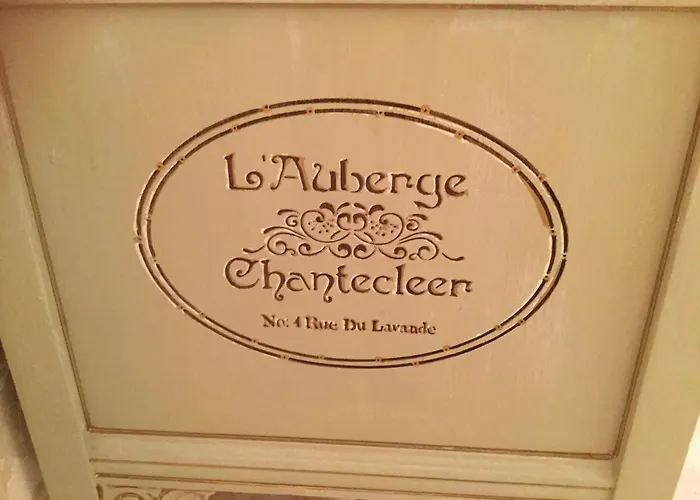 L'Auberge
Chantecleer
No: 4 Rue Du Lavande